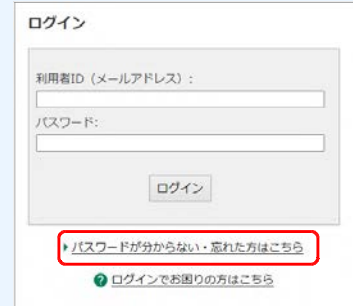 ログイン
利用者ID（メールアドレス）:
パスワード:
ログイン
パスワードが分からない・忘れた方はこちら
ログインでお困りの方はこちら